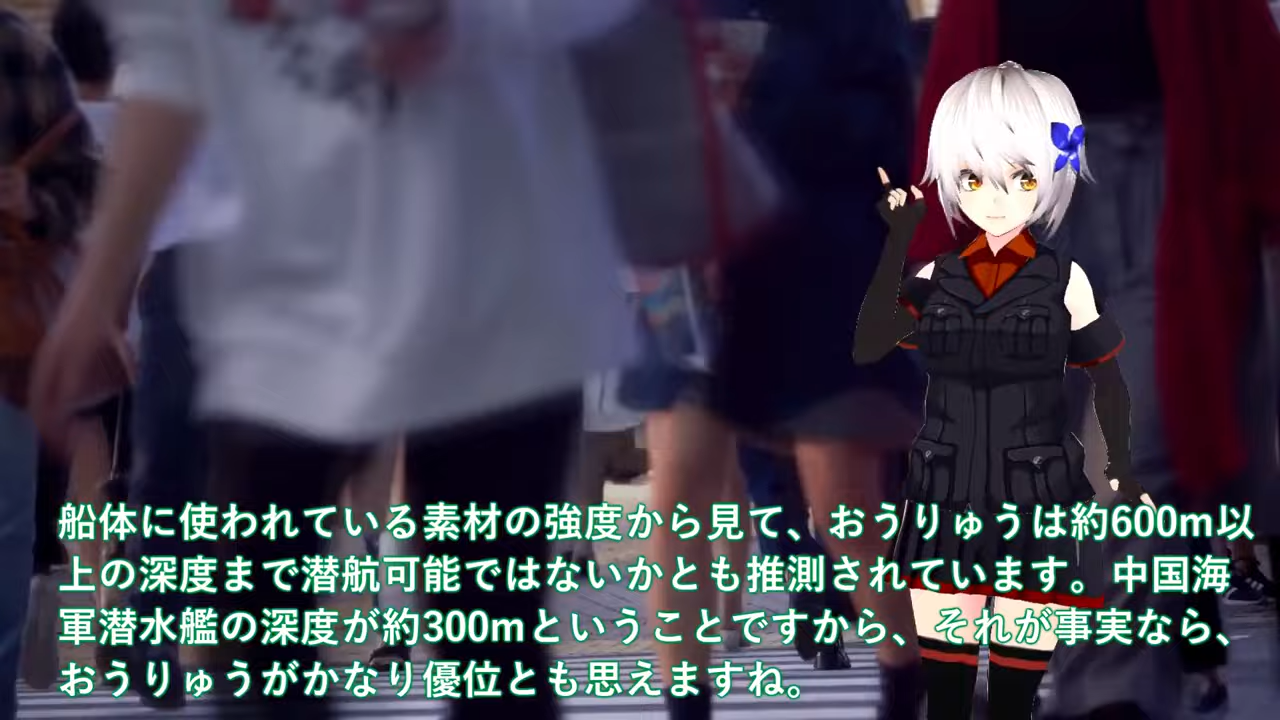 船体に使われている素材の強度から見て、おうりゅうは約600m以
上の深度まで潜航可能ではないかとも推測されています。中国海
軍潜水艦の深度が約300mということですから、それが事実なら、
おうりゅうがかなり優位とも思えますね。